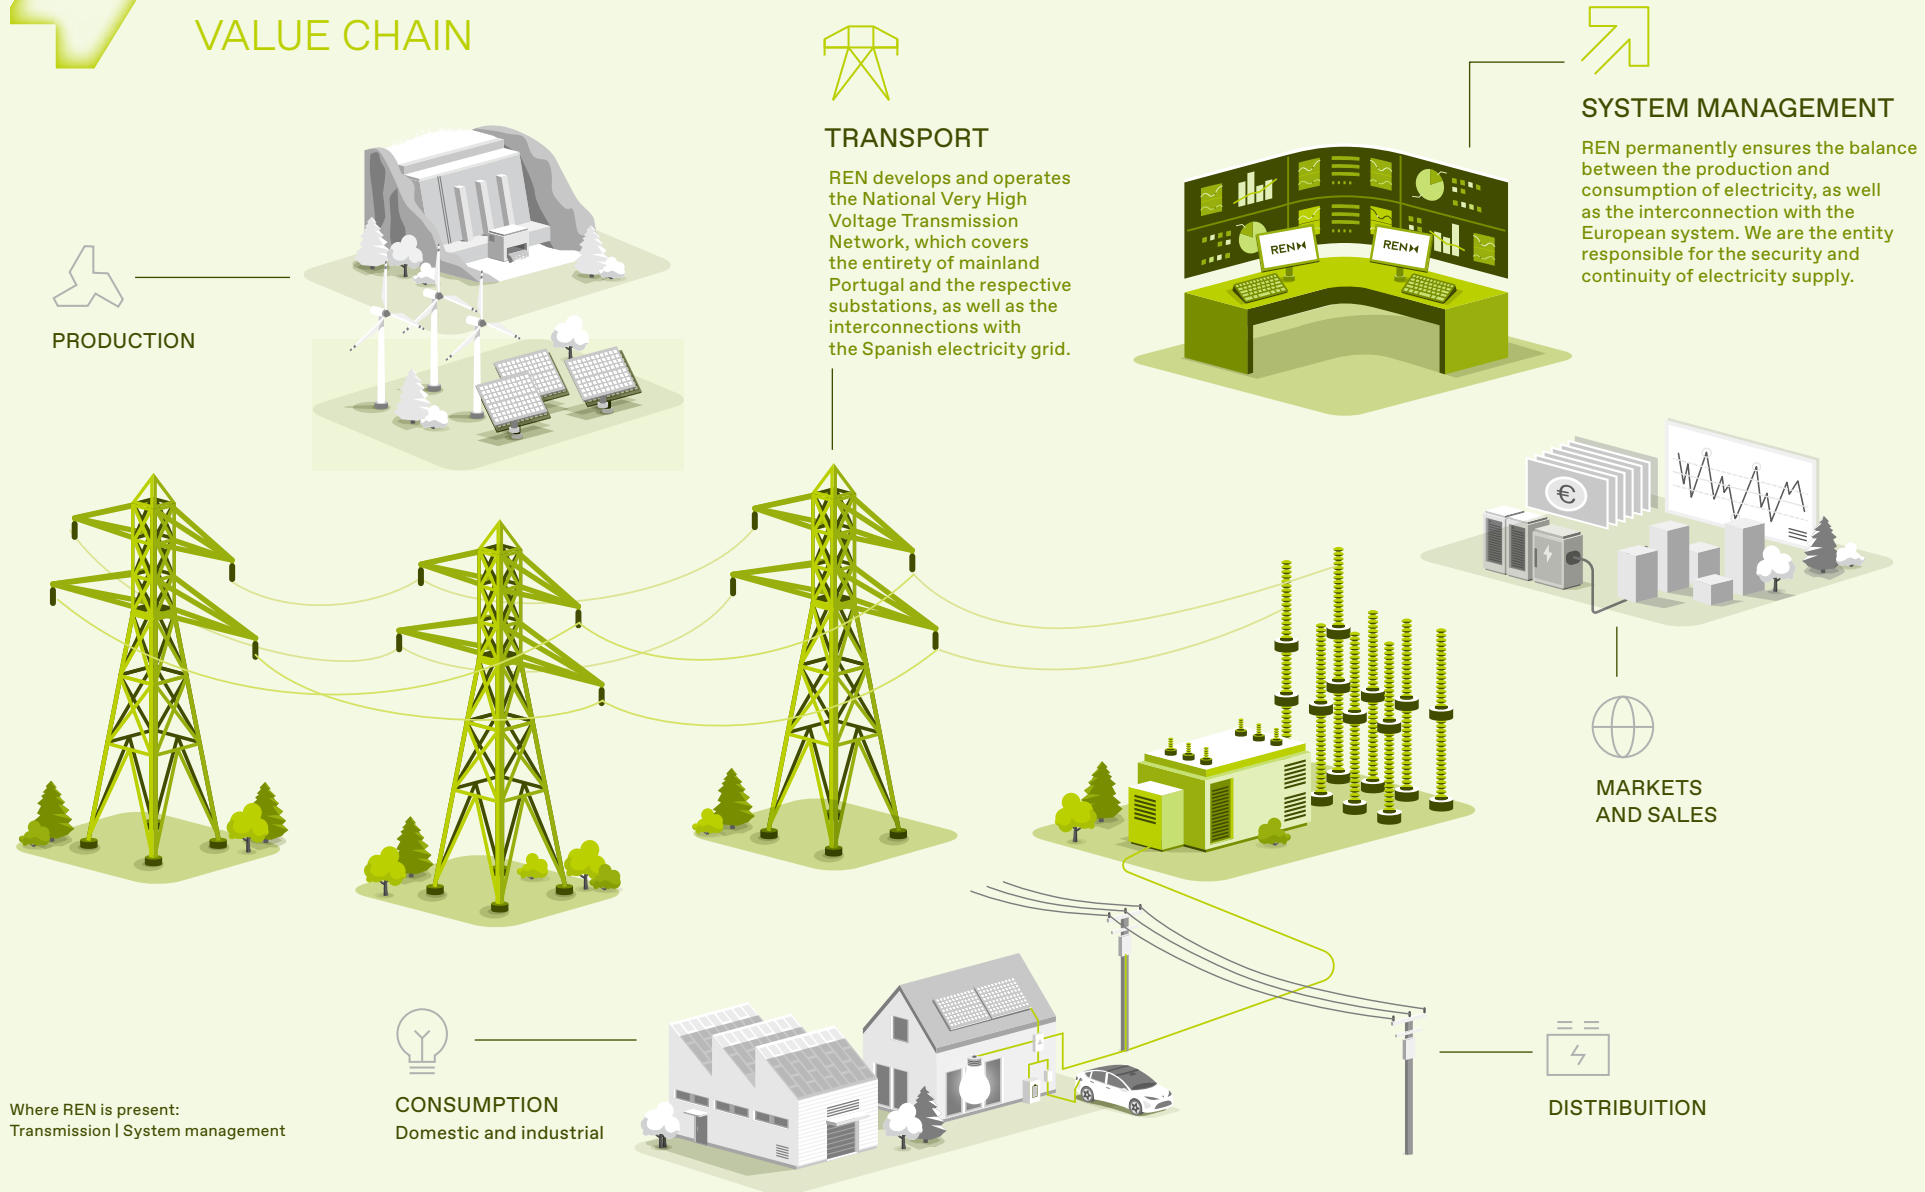 VALUE CHAIN
TRANSPORT
REN develops and operates
the National Very High
Voltage Transmission
Network, which covers
the entirety of mainland
Portugal and the respective
substations, as well as the
interconnections with
the Spanish electricity grid.
SYSTEM MANAGEMENT
REN permanently ensures the balance
between the production and
consumption of electricity, as well
as the interconnection with the
European system. We are the entity
responsible for the security and
continuity of electricity supply.
REN
REN
PRODUCTION
€
MARKETS
AND SALES
CONSUMPTION
Domestic and industrial
DISTRIBUITION
Where REN is present:
Transmission | System management